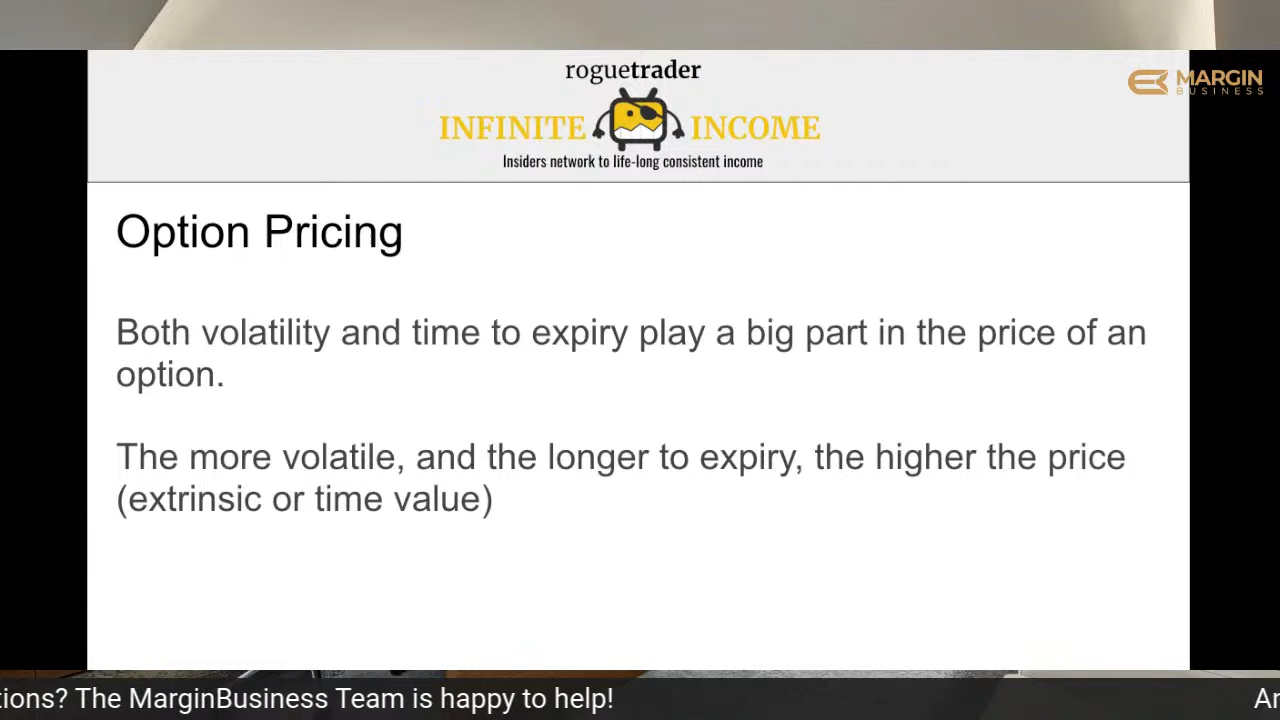 roguetrader
INFINITE INCOME
Insiders network to life-long consistent income
MARGIN
BUSINESS
Option Pricing
Both volatility and time to expiry play a big part in the price of an
option.
The more volatile, and the longer to expiry, the higher the price
(extrinsic or time value)
tions? The MarginBusiness Team is happy to help!
An